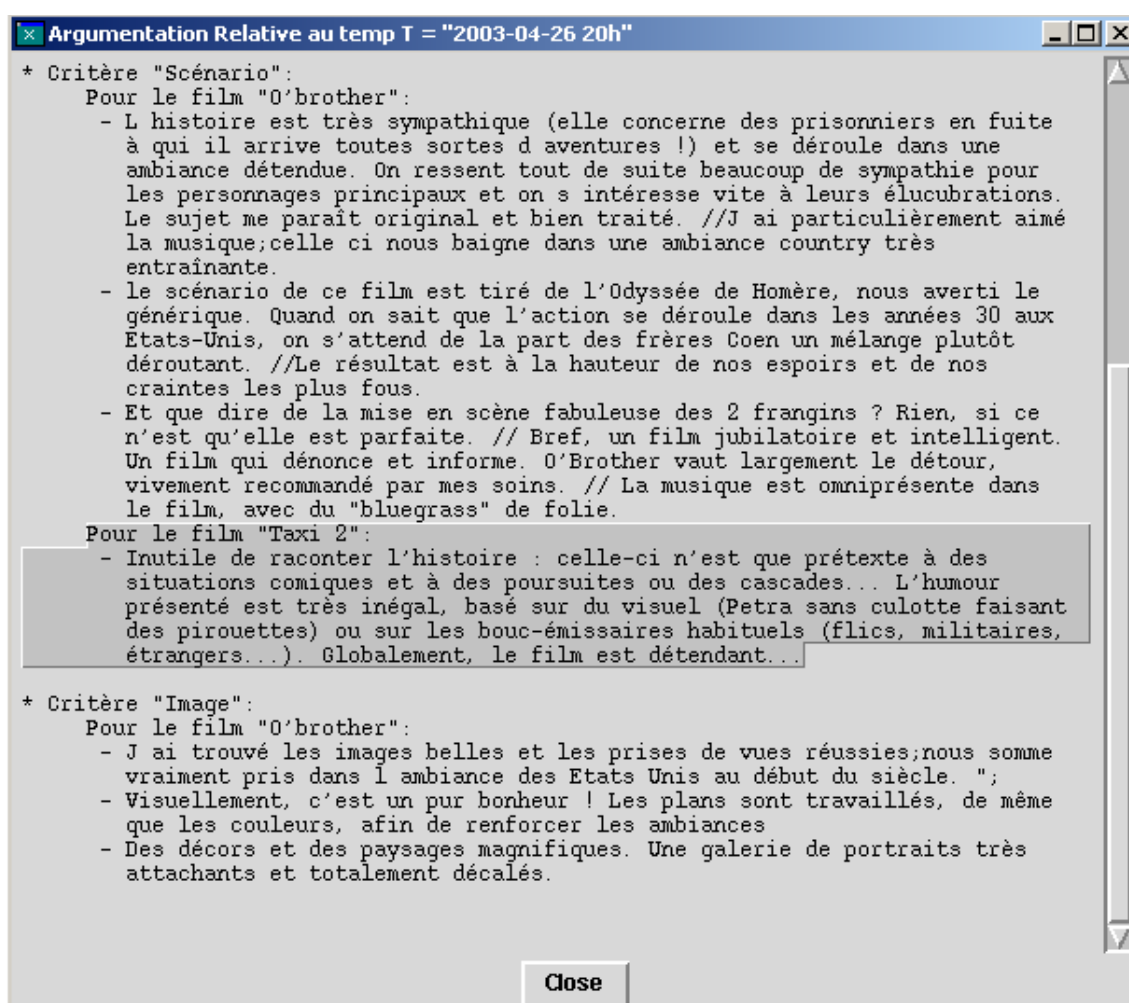 Argumentation Relative au temp T = "2003-04-26 20h"
* Critère "Scénario":
Pour le film "O'brother":
- L histoire est très sympathique (elle concerne des prisonniers en fuite
à qui il arrive toutes sortes d aventures !) et se déroule dans une
ambiance détendue. On ressent tout de suite beaucoup de sympathie pour
les personnages principaux et on s intéresse vite à leurs élucubrations.
Le sujet me paraît original et bien traité. //J ai particulièrement aimé
la musique;celle ci nous baigne dans une ambiance country très
entraînante.
- le scénario de ce film est tiré de l'Odyssée de Homère, nous averti le
générique. Quand on sait que l'action se déroule dans les années 30 aux
Etats-Unis, on s'attend de la part des frères Coen un mélange plutôt
déroutant. //Le résultat est à la hauteur de nos espoirs et de nos
craintes les plus fous.
- Et que dire de la mise en scène fabuleuse des 2 frangins ? Rien, si ce
n'est qu'elle est parfaite. // Bref, un film jubilatoire et intelligent.
Un film qui dénonce et informe. O'Brother vaut largement le détour,
vivement recommandé par mes soins. // La musique est omniprésente dans
le film, avec du "bluegrass" de folie.
Pour le film "Taxi 2":
- Inutile de raconter l'histoire : celle-ci n'est que prétexte à des
situations comiques et à des poursuites ou des cascades... L'humour
présenté est très inégal, basé sur du visuel (Petra sans culotte faisant
des pirouettes) ou sur les bouc-émissaires habituels (flics, militaires,
étrangers...). Globalement, le film est détendant...
* Critère "Image":
Pour le film "O'brother":
- J ai trouvé les images belles et les prises de vues réussies;nous somme
vraiment pris dans l ambiance des Etats Unis au début du siècle. ";
- Visuellement, c'est un pur bonheur ! Les plans sont travaillés, de même
que les couleurs, afin de renforcer les ambiances
- Des décors et des paysages magnifiques. Une galerie de portraits très
attachants et totalement décalés.
Close